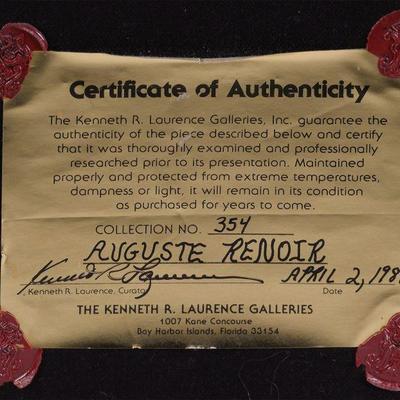 Certificate of Authenticity
The Kenneth R. Laurence Galleries, Inc. guarantee the
authenticity of the piece described below and certify
that it was thoroughly examined and professionally
researched prior to its presentation. Maintained
properly and protected from extreme temperatures,
dampness or light, it will remain in its condition
as purchased for years to come.
COLLECTION NO. 354
AUGUSTE RENOIR
APRIL 2, 198
Kenneth R. Laurence, Curator Date
THE KENNETH R. LAURENCE GALLERIES
1007 Kane Concourse
Bay Harbor Islands, Florida 33154